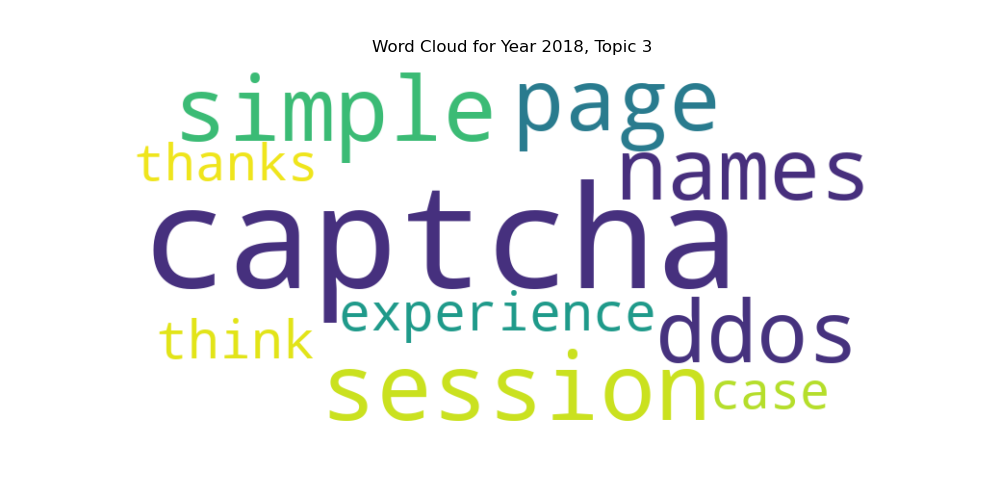 Word Cloud for Year 2018, Topic 3
simple page
thanks names
captcha
experience ddos
think
session case